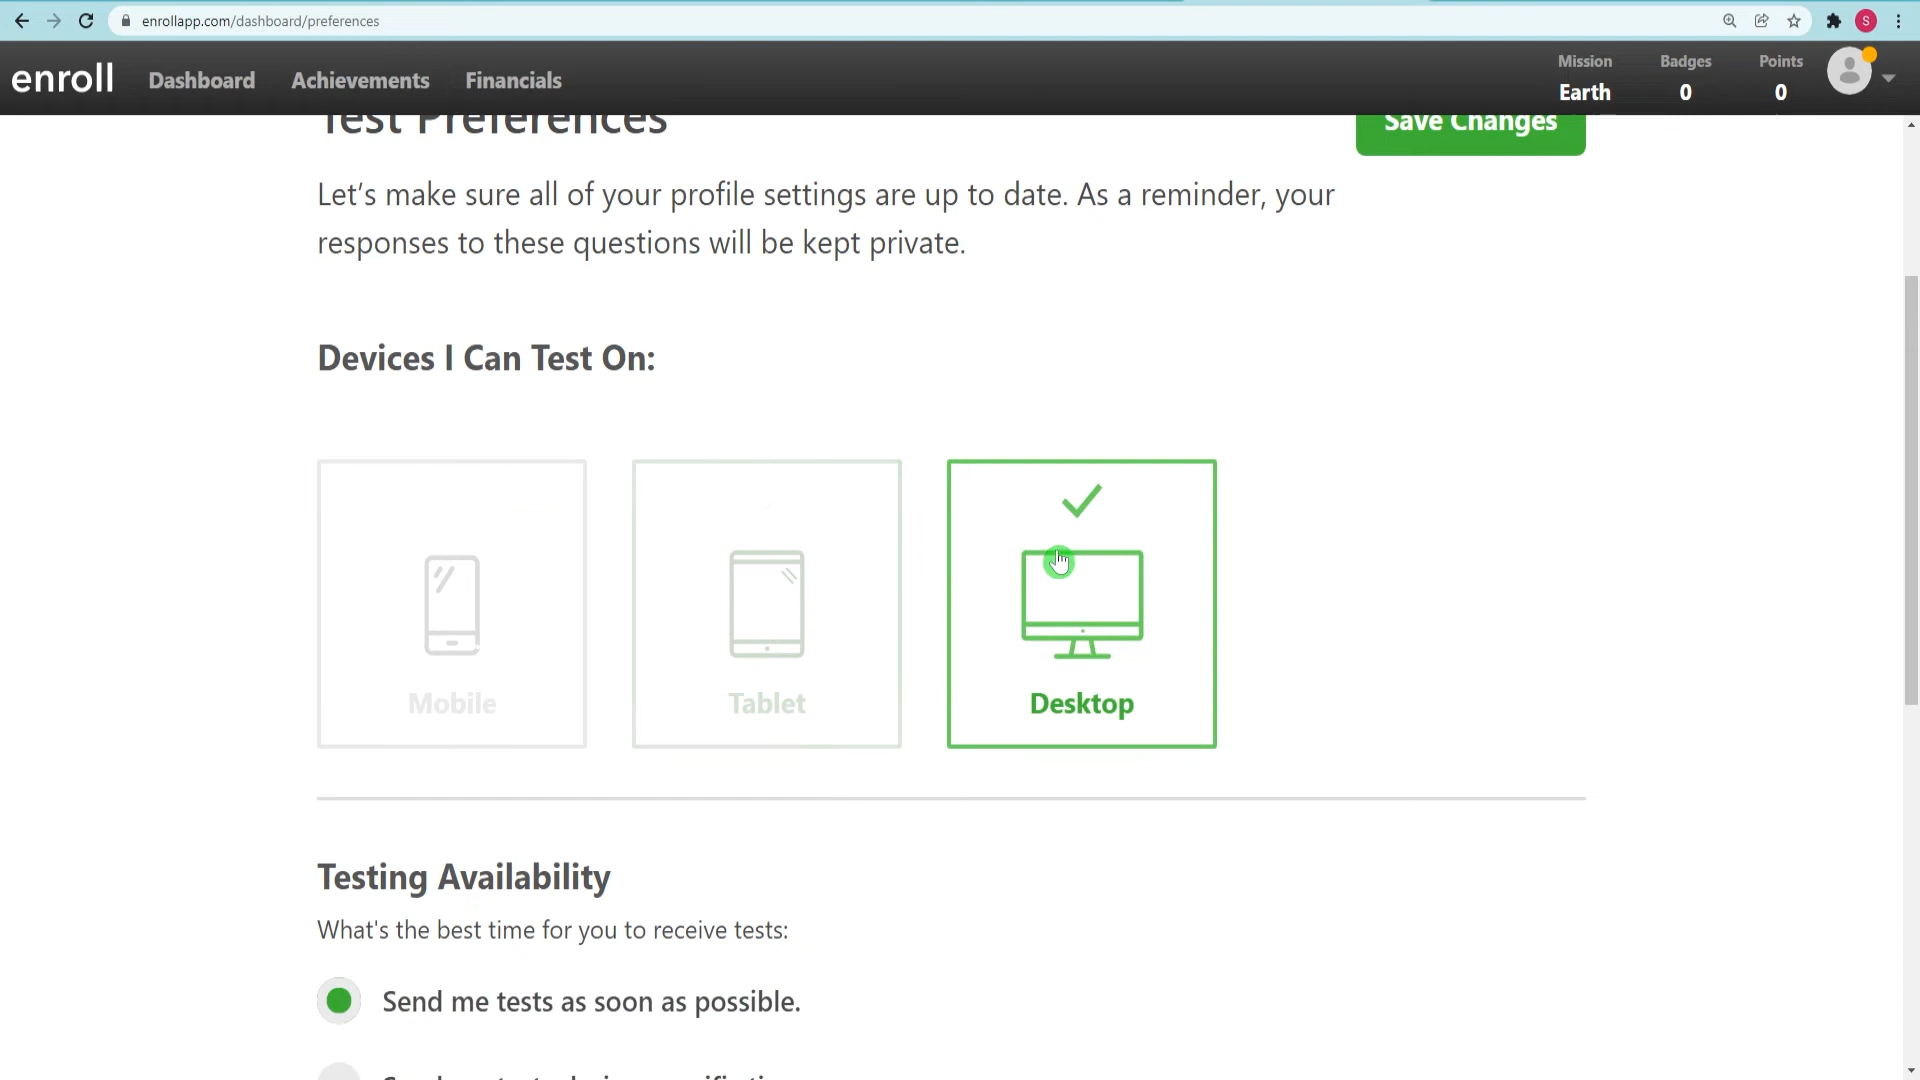 enrollapp.com/dashboard/preferences
S
enroll
Dashboard
Achievements
Financials
Mission
Earth
Badges
0
Points
0
Test Preferences
Save Changes
Let's make sure all of your profile settings are up to date. As a reminder, your
responses to these questions will be kept private.
Devices I Can Test On:
Mobile
Tablet
Desktop
Testing Availability
What's the best time for you to receive tests:
Send me tests as soon as possible.